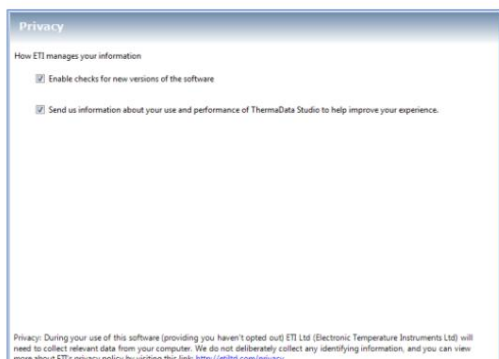 Privacy
How ETI manages your information
Enable checks for new versions of the software
Send us information about your use and performance of ThermaData Studio to help improve your experience.
Privacy: During your use of this software (providing you haven't opted out) ETI Ltd (Electronic Temperature Instruments Ltd) will
need to collect relevant data from your computer. We do not deliberately collect any identifying information, and you can view
more about ETI's privacy policy by visiting this link: http://etiltd.com/privacy